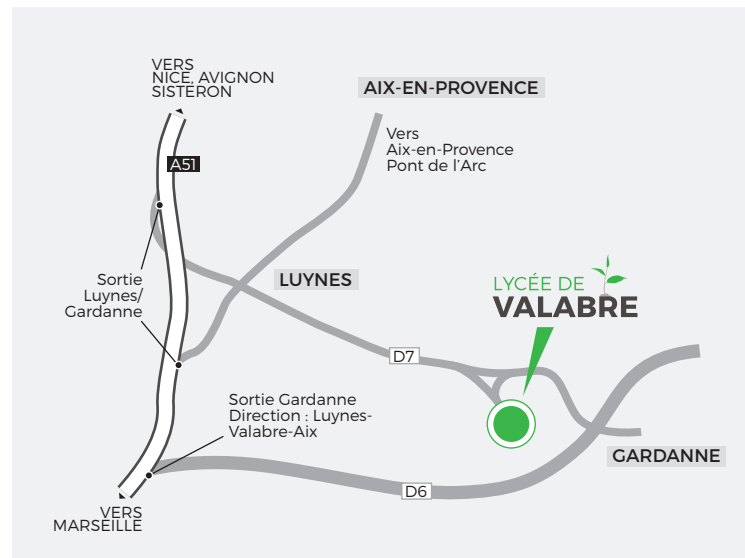 VERS
NICE, AVIGNON
SISTERON
AIX-EN-PROVENCE
Vers
Aix-en-Provence
Pont de l'Arc
A51
Sortie
Luynes/
Gardanne
LUYNES
LYCÉE DE
VALABRE
D7
Sortie Gardanne
Direction : Luynes-
Valabre-Aix
GARDANNE
D6
VERS
MARSEILLE